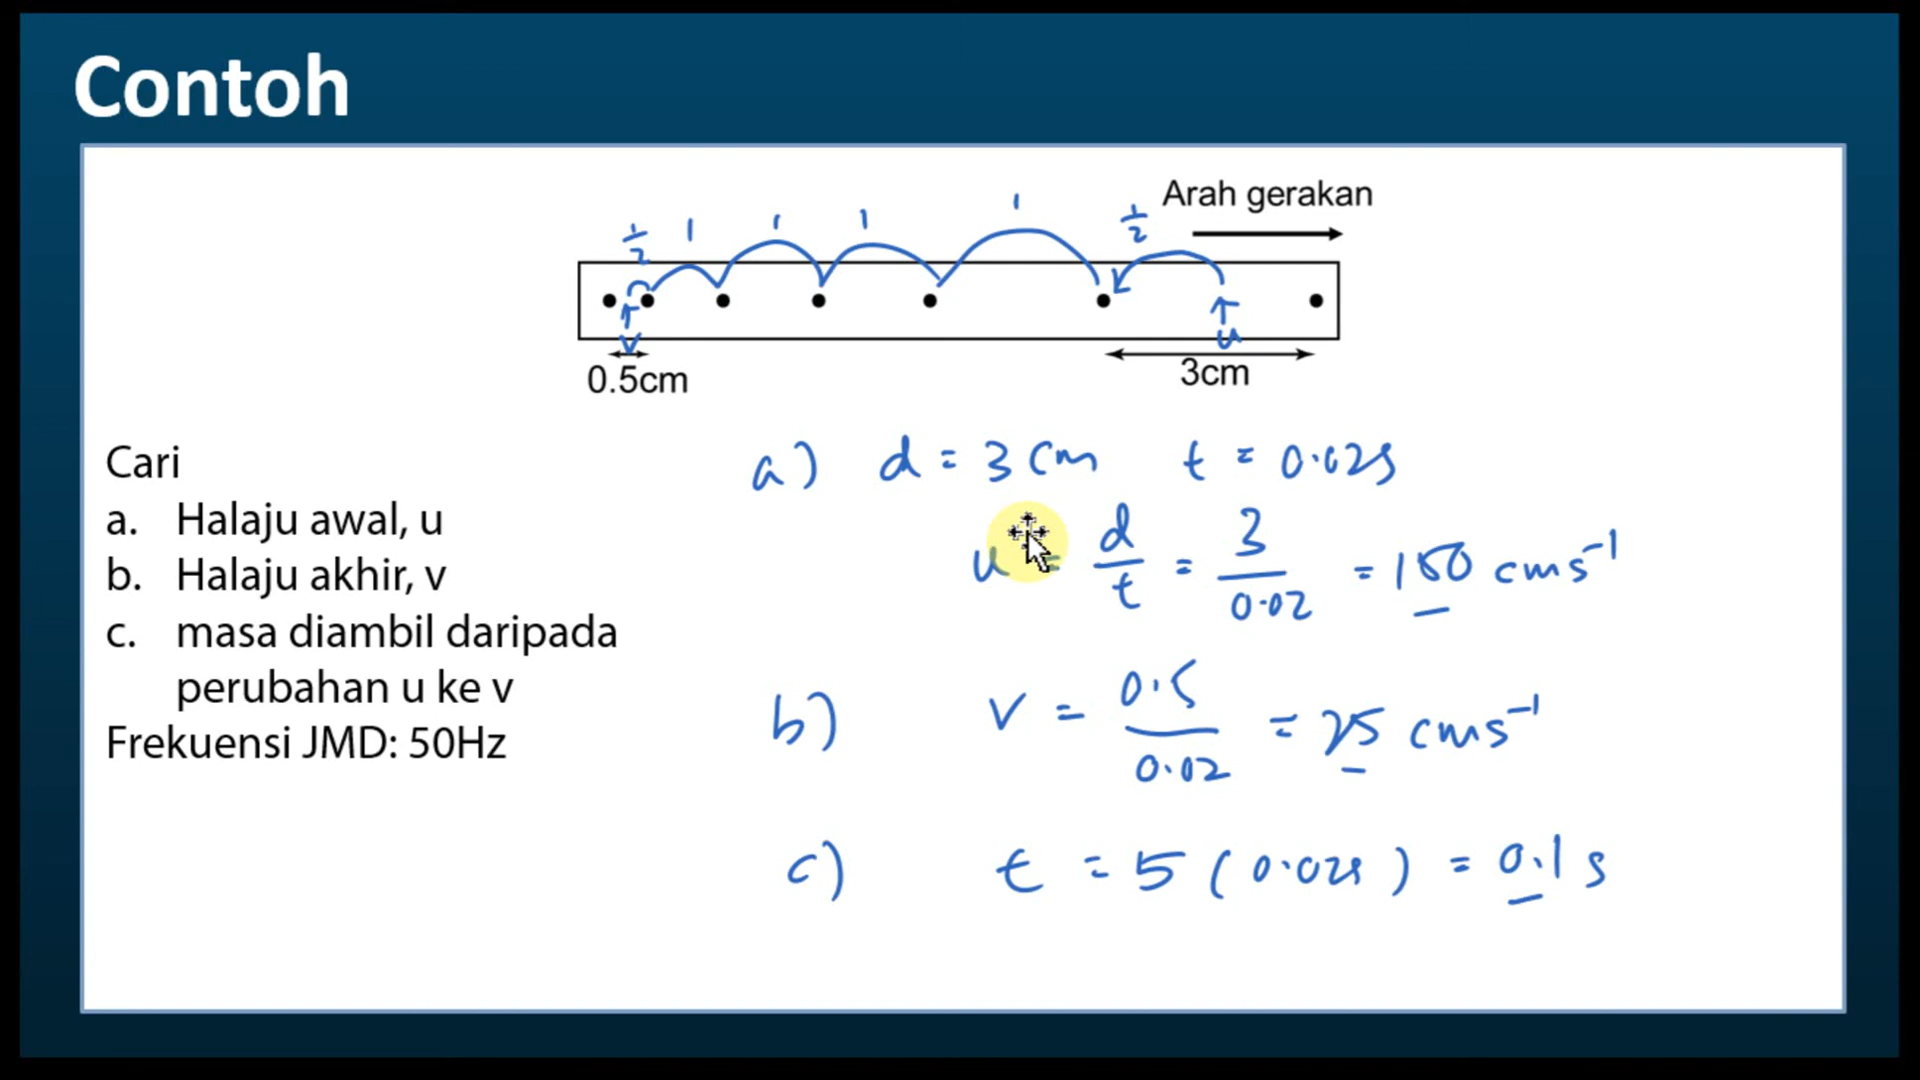 Contoh
Arah gerakan
1/2 1 1 1 1 1/2
v u
0.5cm 3cm
Cari
a. Halaju awal, u
b. Halaju akhir, v
c. masa diambil daripada
perubahan u ke v
Frekuensi JMD: 50Hz
a) d = 3 cm t = 0.02s
u = d/t = 3/0.02 = 150 cms⁻¹
b) v = 0.5/0.02 = 25 cms⁻¹
c) t = 5 (0.02s) = 0.1 s